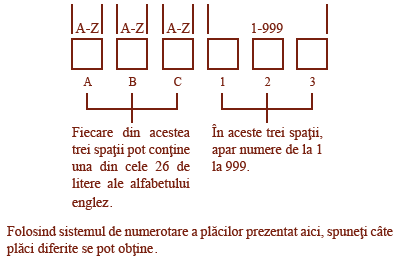 A-Z A-Z A-Z 1-999
A B C 1 2 3
Fiecare din acestea
trei spaţii pot conţine
una din cele 26 de
litere ale alfabetului
englez.
În aceste trei spaţii,
apar numere de la 1
la 999.
Folosind sistemul de numerotare a plăcilor prezentat aici, spuneţi câte
plăci diferite se pot obţine.